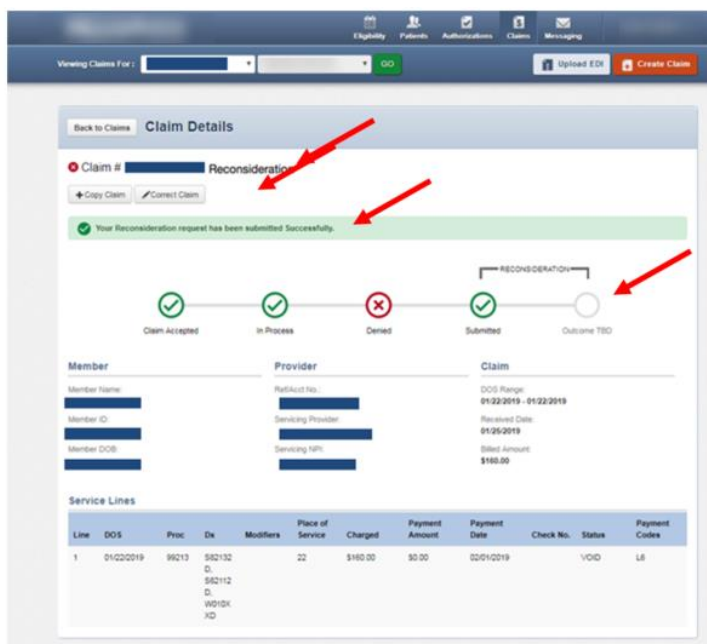 Eligibility Patients Authorizations Claims Messaging
Viewing Claims For : GO Upload EDI Create Claim
Back to Claims Claim Details
Claim # Reconsideration
Copy Claim Correct Claim
Your Reconsideration request has been submitted Successfully.
RECONSIDERATION
Claim Accepted In Process Denied Submitted Outcome TBD
Member Provider Claim
Member Name: Ref/Acct No.: DOS Range:
01/22/2019 - 01/22/2019
Member ID: Servicing Provider: Received Date:
01/25/2019
Member DOB: Servicing NPI: Billed Amount:
$160.00
Service Lines
Line DOS Proc Dx Modifiers Place of Service Charged Payment Amount Payment Date Check No. Status Payment Codes
1 01/22/2019 99213 S82132 22 $160.00 $0.00 02/01/2019 VOID L6
D,
S62112
D,
W010X
XD